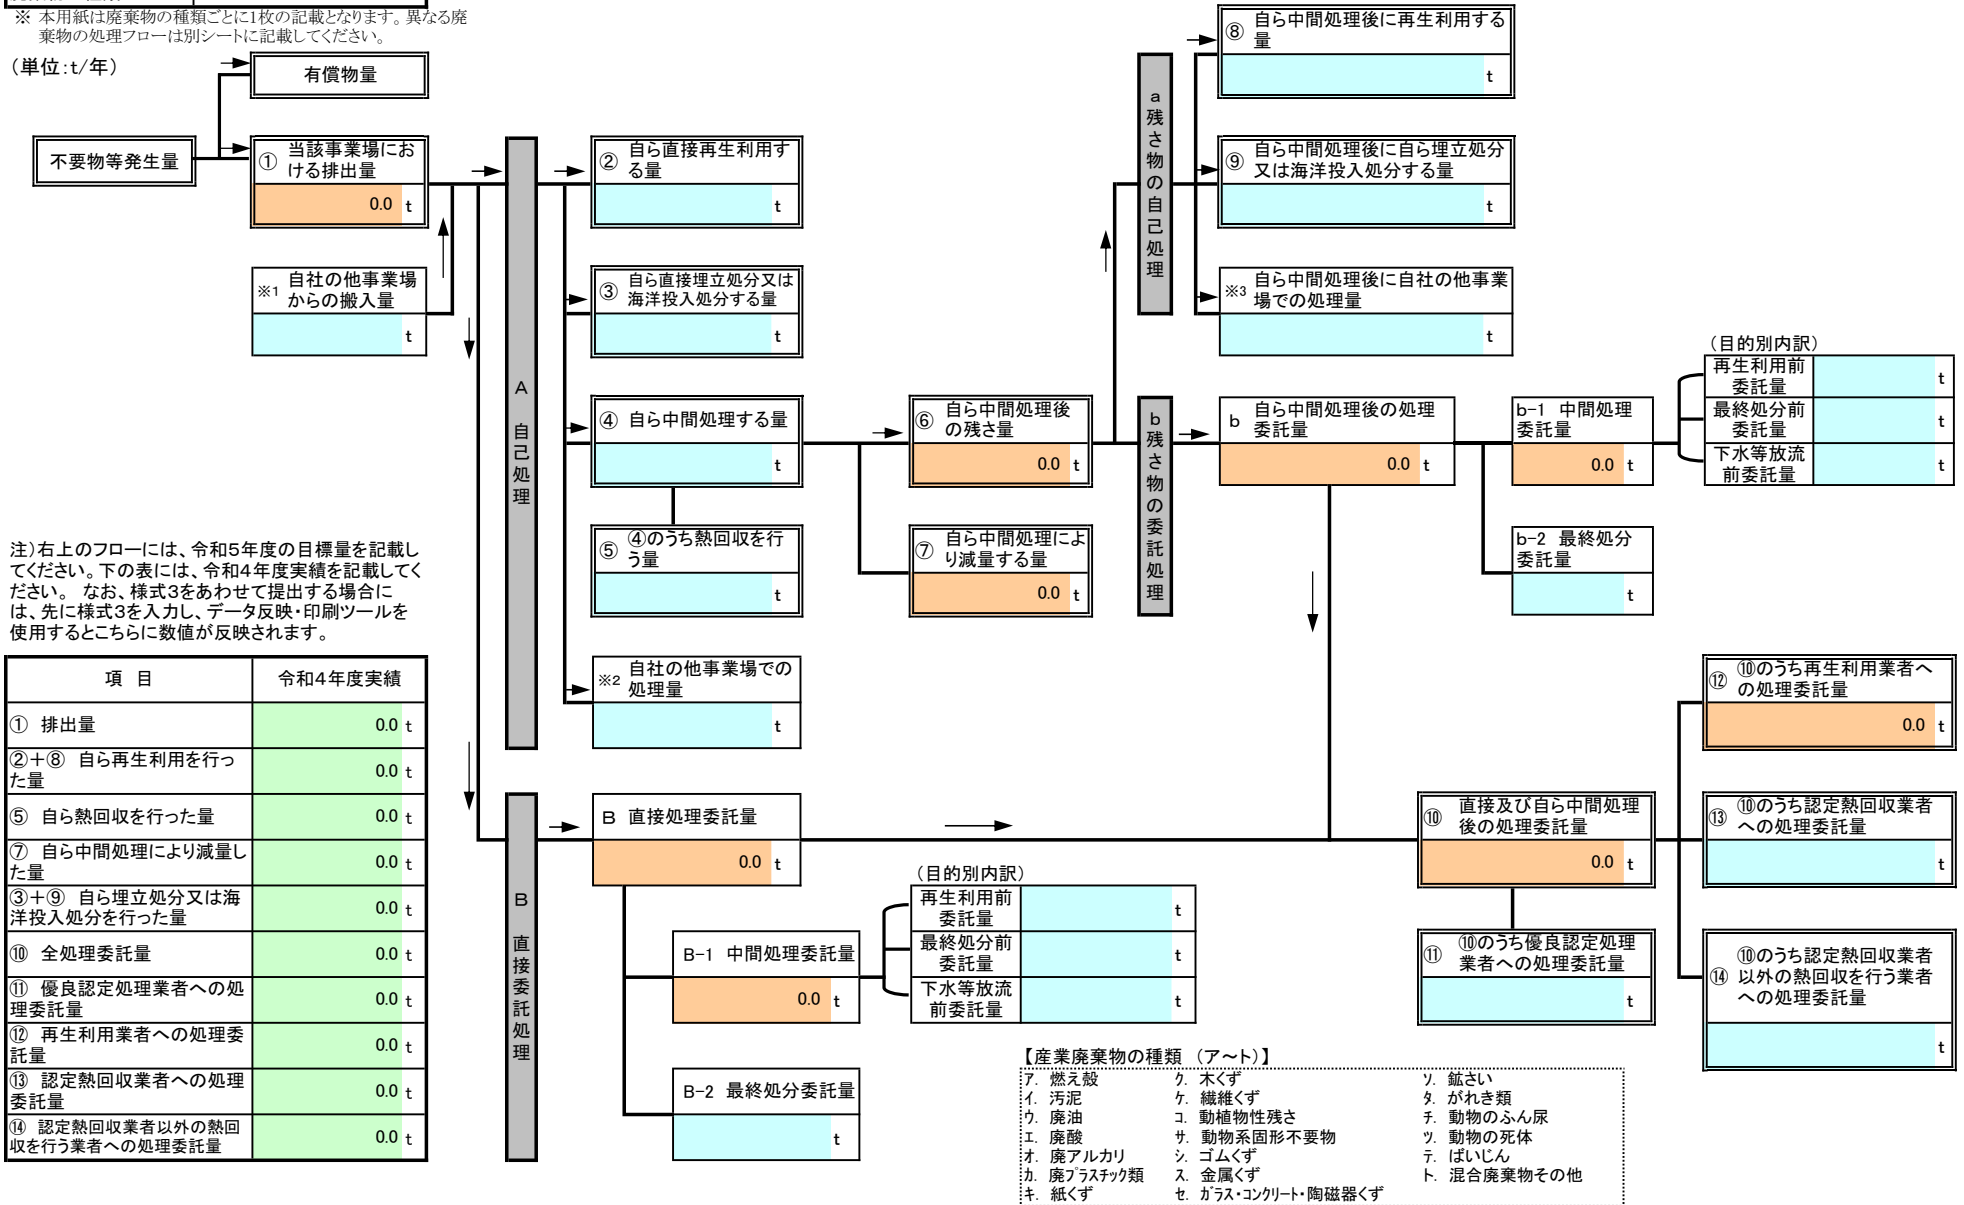 ※ 本用紙は廃棄物の種類ごとに1枚の記載となります。異なる廃
棄物の処理フローは別シートに記載してください。
(単位:t/年)
有償物量
不要物等発生量
① 当該事業場にお
ける排出量
0.0 t
※1 自社の他事業場
からの搬入量
t
A 自己処理
② 自ら直接再生利用す
る量
t
③ 自ら直接埋立処分又は
海洋投入処分する量
t
④ 自ら中間処理する量
t
⑤ ④のうち熱回収を行
う量
t
※2 自社の他事業場での
処理量
t
⑥ 自ら中間処理後
の残さ量
0.0 t
⑦ 自ら中間処理によ
り減量する量
0.0 t
a残さ物の自己処理
⑧ 自ら中間処理後に再生利用する
量
t
⑨ 自ら中間処理後に自ら埋立処分
又は海洋投入処分する量
t
※3 自ら中間処理後に自社の他事業
場での処理量
t
b残さ物の委託処理
b 自ら中間処理後の処理
委託量
0.0 t
b-1 中間処理
委託量
0.0 t
(目的別内訳)
再生利用前
委託量
t
最終処分前
委託量
t
下水等放流
前委託量
t
b-2 最終処分
委託量
t
注)右上のフローには、令和5年度の目標量を記載し
てください。下の表には、令和4年度実績を記載してく
ださい。 なお、様式3をあわせて提出する場合に
は、先に様式3を入力し、データ反映・印刷ツールを
使用するとこちらに数値が反映されます。
項 目 令和4年度実績
① 排出量 0.0 t
②+⑧ 自ら再生利用を行っ
た量 0.0 t
⑤ 自ら熱回収を行った量 0.0 t
⑦ 自ら中間処理により減量し
た量 0.0 t
③+⑨ 自ら埋立処分又は海
洋投入処分を行った量 0.0 t
⑩ 全処理委託量 0.0 t
⑪ 優良認定処理業者への処
理委託量 0.0 t
⑫ 再生利用業者への処理委
託量 0.0 t
⑬ 認定熱回収業者への処理
委託量 0.0 t
⑭ 認定熱回収業者以外の熱回
収を行う業者への処理委託量 0.0 t
B 直接委託処理
B 直接処理委託量
0.0 t
B-1 中間処理委託量
0.0 t
B-2 最終処分委託量
t
(目的別内訳)
再生利用前
委託量
t
最終処分前
委託量
t
下水等放流
前委託量
t
⑩ 直接及び自ら中間処理
後の処理委託量
0.0 t
⑪ ⑩のうち優良認定処理
業者への処理委託量
t
⑫ ⑩のうち再生利用業者へ
の処理委託量
0.0 t
⑬ ⑩のうち認定熱回収業者
への処理委託量
t
⑭ ⑩のうち認定熱回収業者
以外の熱回収を行う業者
への処理委託量
t
【産業廃棄物の種類 (ア~ト)】
ア. 燃え殻 ク. 木くず ソ. 鉱さい
イ. 汚泥 ケ. 繊維くず タ. がれき類
ウ. 廃油 コ. 動植物性残さ チ. 動物のふん尿
エ. 廃酸 サ. 動物系固形不要物 ツ. 動物の死体
オ. 廃アルカリ シ. ゴムくず テ. ばいじん
カ. 廃プラスチック類 ス. 金属くず ト. 混合廃棄物その他
キ. 紙くず セ. ガラス・コンクリート・陶磁器くず